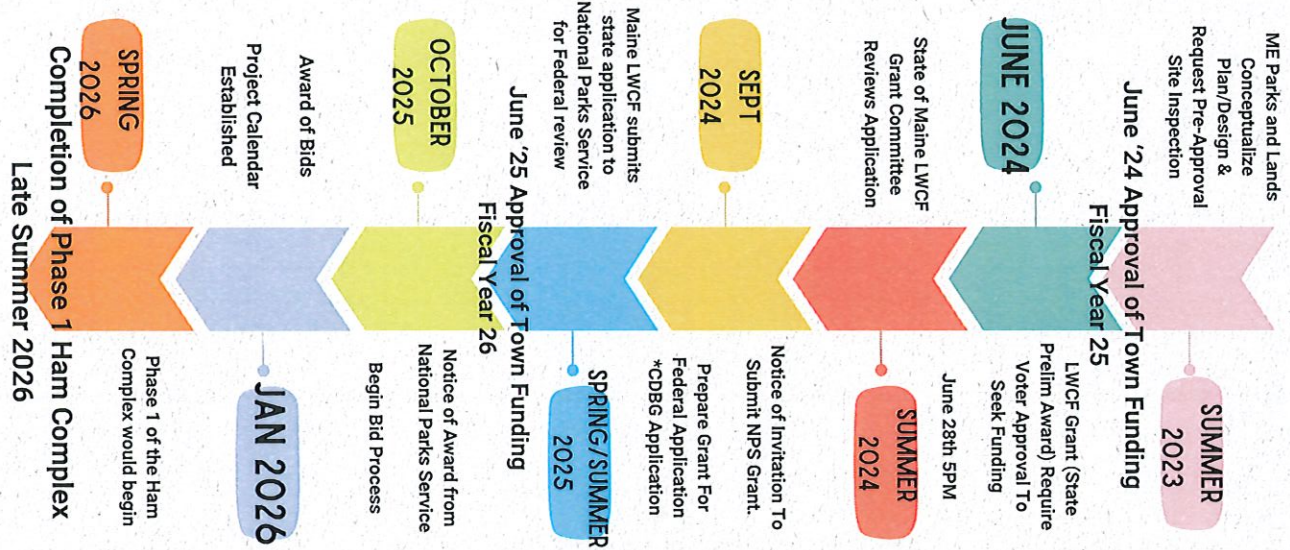 ME Parks and Lands
Conceptualize
Plan/Design &
Request Pre-Approval
Site Inspection
SUMMER
2023
June '24 Approval of Town Funding
Fiscal Year 25
JUNE 2024
LWCF Grant (State
Prelim Award) Require
Voter Approval To
Seek Funding
State of Maine LWCF
Grant Committee
Reviews Application
June 28th 5PM
SUMMER
2024
SEPT
2024
Notice of Invitation To
Submit NPS Grant.
Prepare Grant For
Federal Application
*CDBG Application
Maine LWCF submits
state application to
National Parks Service
for Federal review
SPRING/SUMMER
2025
June '25 Approval of Town Funding
Fiscal Year 26
OCTOBER
2025
Notice of Award from
National Parks Service
Begin Bid Process
Award of Bids
Project Calendar
Established
JAN 2026
SPRING
2026
Phase 1 of the Ham
Complex would begin
Completion of Phase 1 Ham Complex
Late Summer 2026